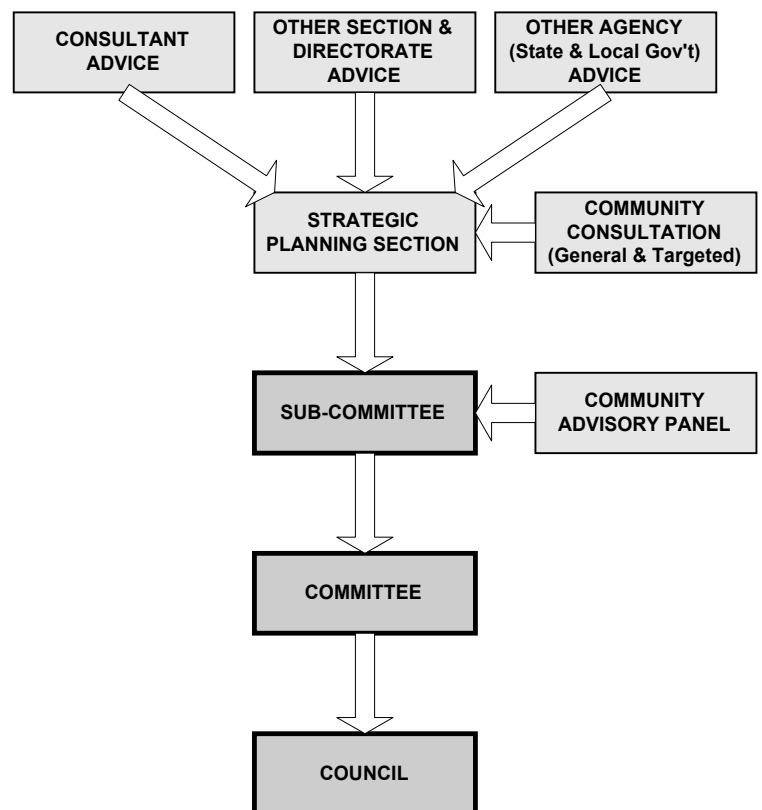 CONSULTANT
ADVICE
OTHER SECTION &
DIRECTORATE
ADVICE
OTHER AGENCY
(State & Local Gov't)
ADVICE
STRATEGIC
PLANNING SECTION
COMMUNITY
CONSULTATION
(General & Targeted)
SUB-COMMITTEE
COMMUNITY
ADVISORY PANEL
COMMITTEE
COUNCIL